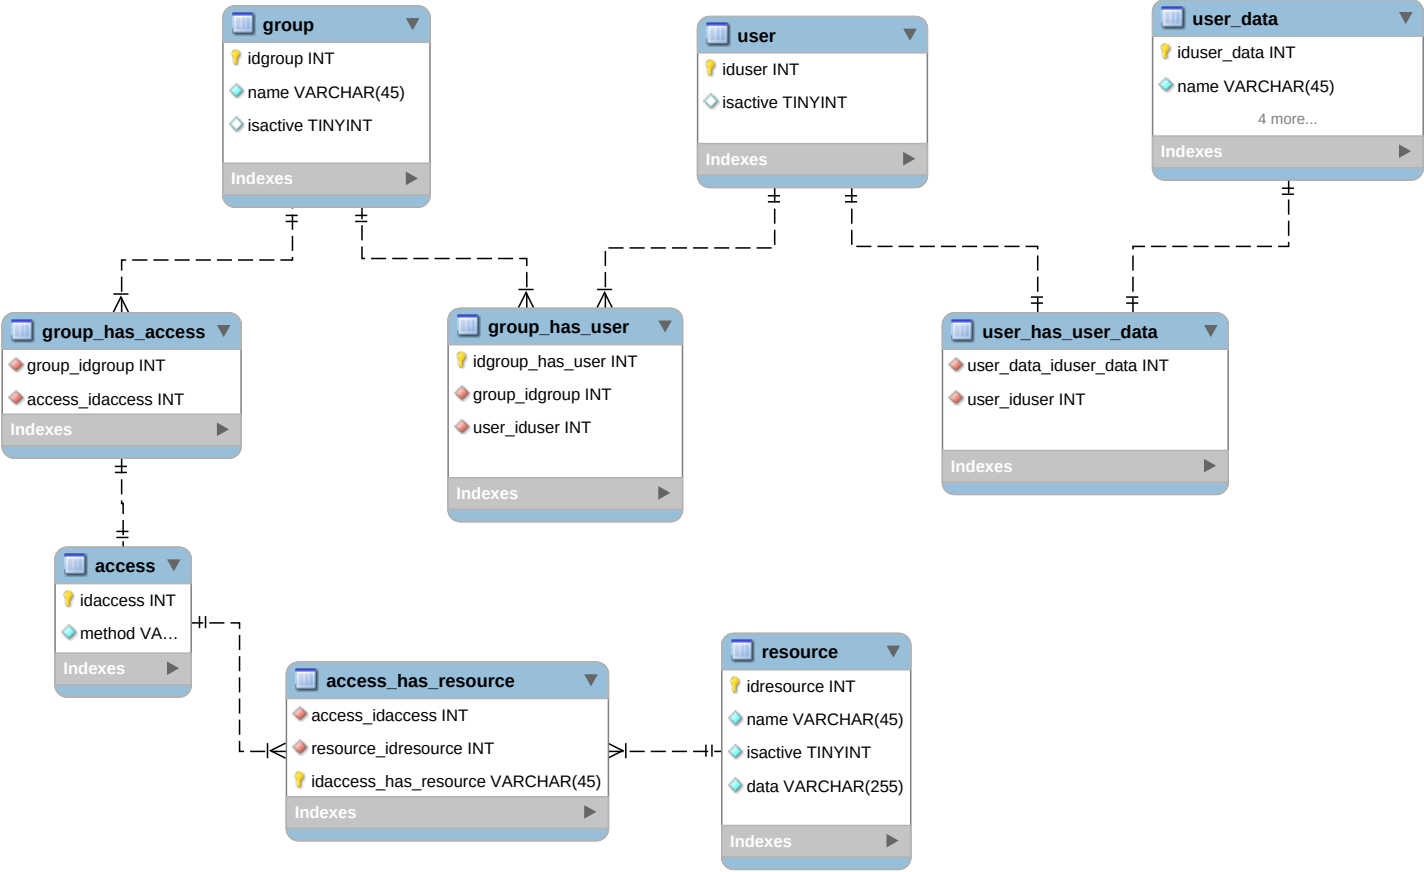 group
idgroup INT
name VARCHAR(45)
isactive TINYINT
Indexes
user
iduser INT
isactive TINYINT
Indexes
user_data
iduser_data INT
name VARCHAR(45)
4 more...
Indexes
group_has_access
group_idgroup INT
access_idaccess INT
Indexes
group_has_user
idgroup_has_user INT
group_idgroup INT
user_iduser INT
Indexes
user_has_user_data
user_data_iduser_data INT
user_iduser INT
Indexes
access
idaccess INT
method VA...
Indexes
access_has_resource
access_idaccess INT
resource_idresource INT
idaccess_has_resource VARCHAR(45)
Indexes
resource
idresource INT
name VARCHAR(45)
isactive TINYINT
data VARCHAR(255)
Indexes